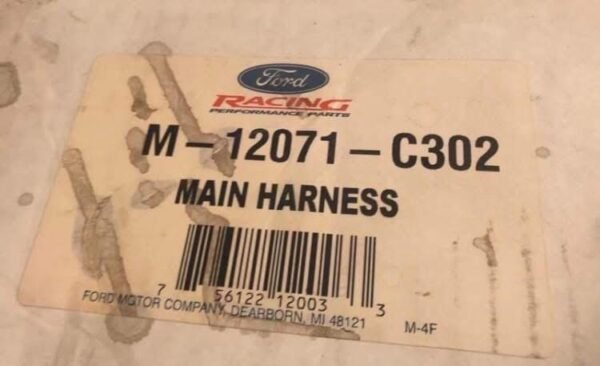 Ford
RACING
PERFORMANCE PARTS
M-12071-C302
MAIN HARNESS
7 56122 12003 3
FORD MOTOR COMPANY, DEARBORN, MI 48121
M-4F